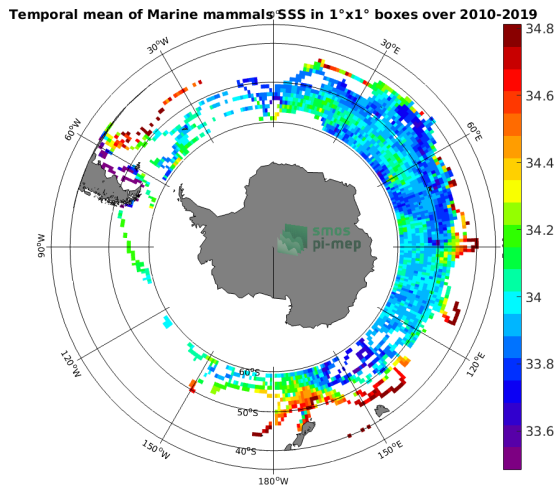 Temporal mean of Marine mammals SSS in 1°x1° boxes over 2010-2019
0°
30°W
30°E
60°W
60°E
90°W
120°W
120°E
150°W
150°E
180°W
60°S
50°S
40°S
smos
pi-mep
34.8
34.6
34.4
34.2
34
33.8
33.6